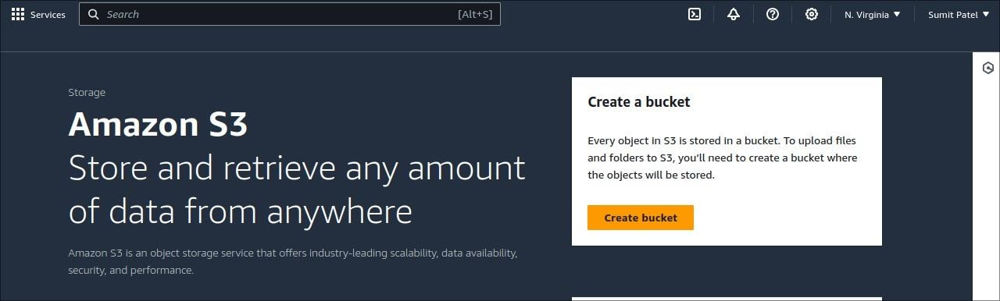 Services
Search
[Alt+S]
N. Virginia
Sumit Patel
Storage
Amazon S3
Store and retrieve any amount
of data from anywhere
Amazon S3 is an object storage service that offers industry-leading scalability, data availability,
security, and performance.
Create a bucket
Every object in S3 is stored in a bucket. To upload files
and folders to S3, you’ll need to create a bucket where
the objects will be stored.
Create bucket